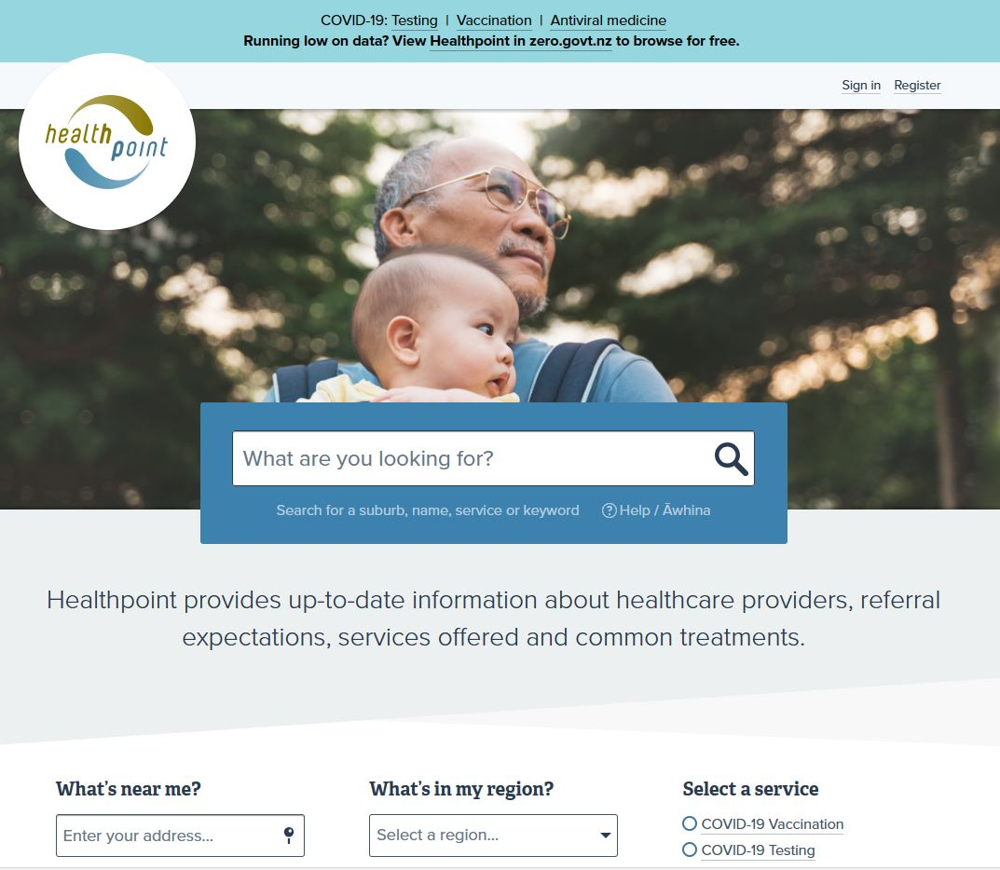 COVID-19: Testing | Vaccination | Antiviral medicine
Running low on data? View Healthpoint in zero.govt.nz to browse for free.
Sign in Register
health
point
What are you looking for?
Search for a suburb, name, service or keyword
Help / Āwhina
Healthpoint provides up-to-date information about healthcare providers, referral
expectations, services offered and common treatments.
What's near me?
Enter your address...
What's in my region?
Select a region...
Select a service
COVID-19 Vaccination
COVID-19 Testing